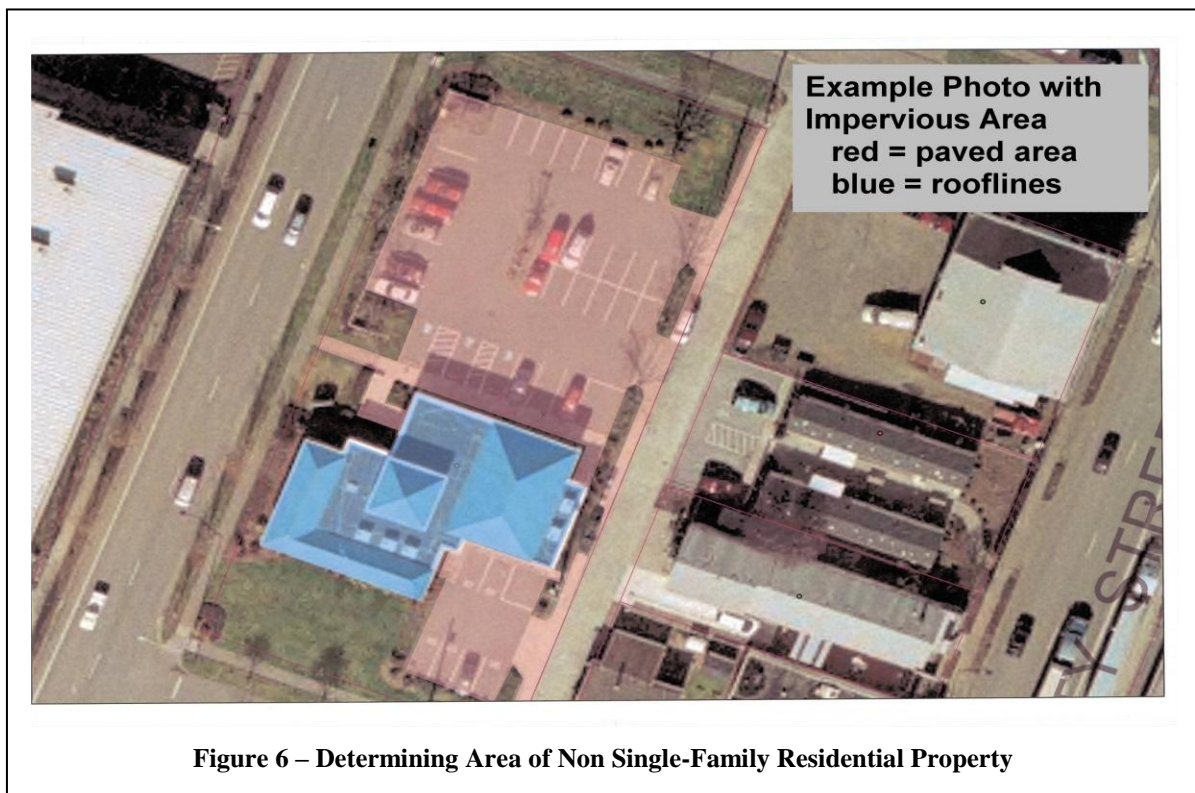 Example Photo with
Impervious Area
red = paved area
blue = rooflines
Y STREE
Figure 6 – Determining Area of Non Single-Family Residential Property